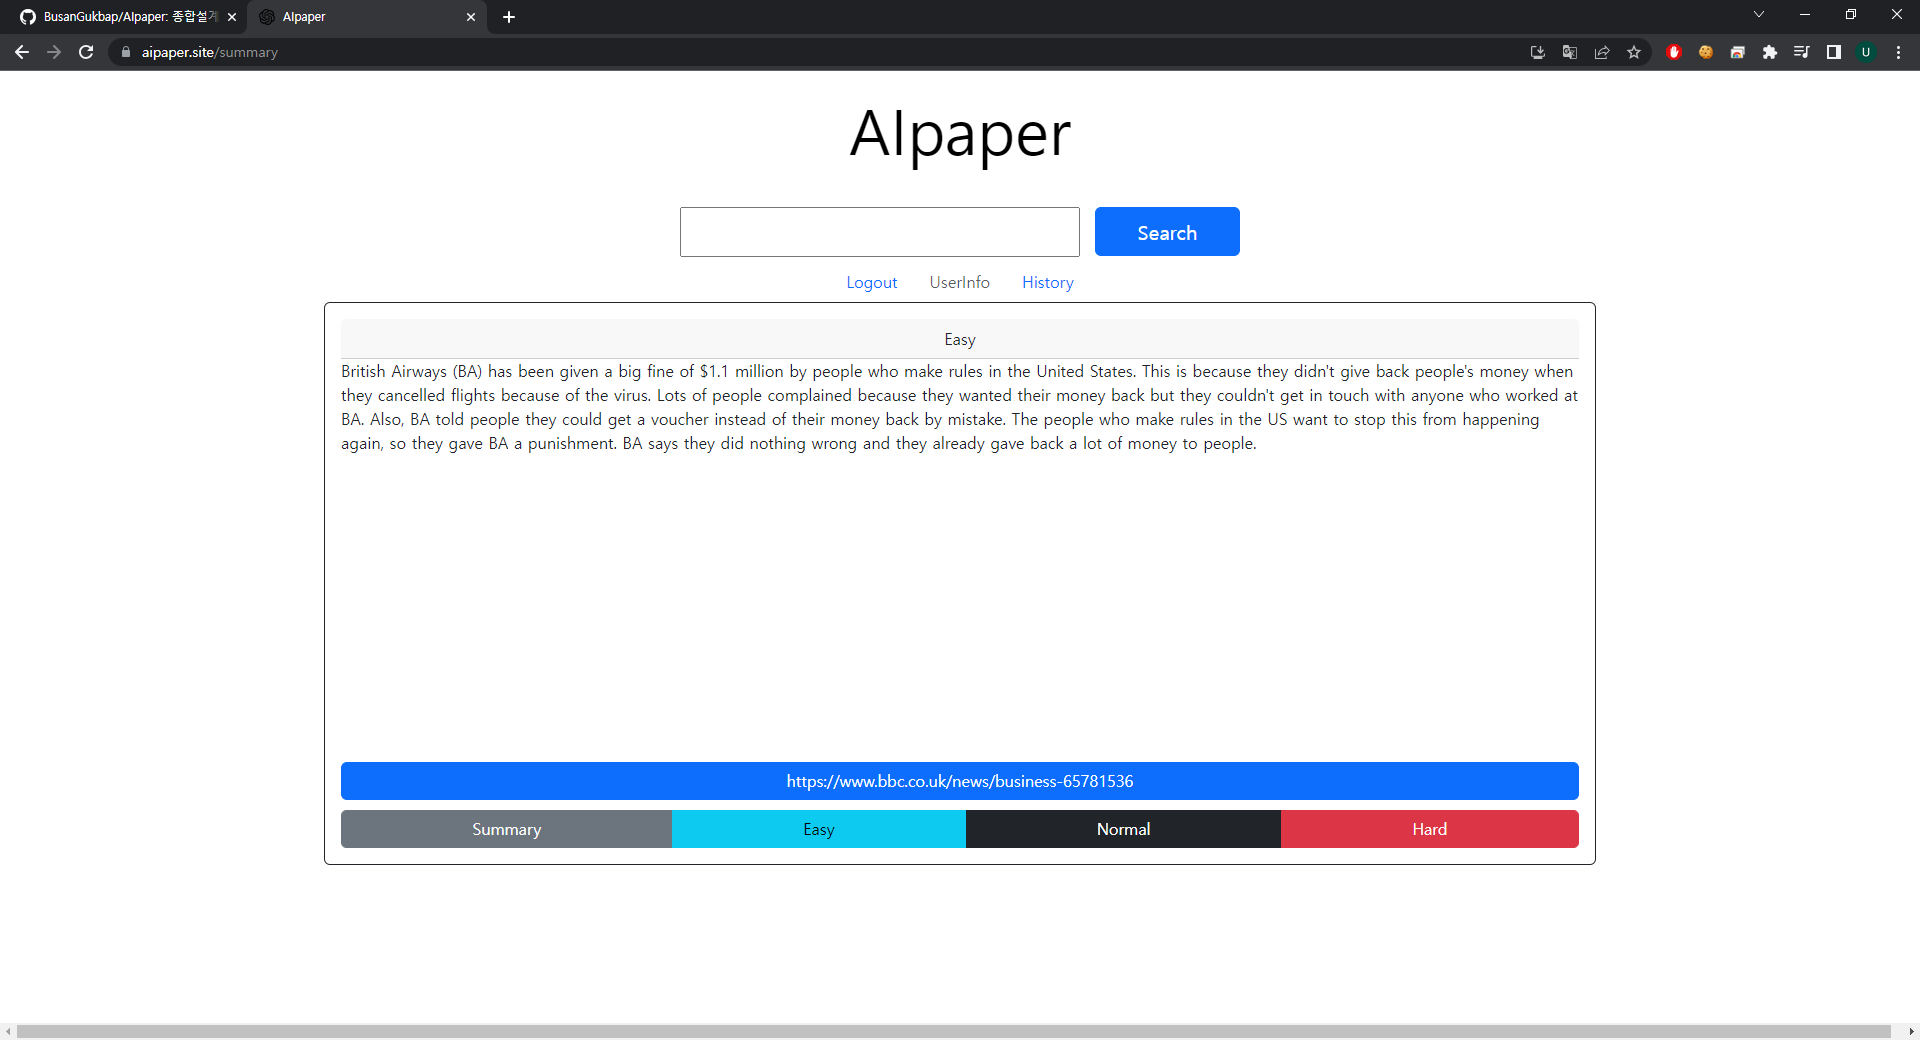 BusanGukbap/AIpaper: 종합설계
AIpaper
aipaper.site/summary
U
AIpaper
Search
Logout UserInfo History
Easy
British Airways (BA) has been given a big fine of $1.1 million by people who make rules in the United States. This is because they didn't give back people's money when
they cancelled flights because of the virus. Lots of people complained because they wanted their money back but they couldn't get in touch with anyone who worked at
BA. Also, BA told people they could get a voucher instead of their money back by mistake. The people who make rules in the US want to stop this from happening
again, so they gave BA a punishment. BA says they did nothing wrong and they already gave back a lot of money to people.
https://www.bbc.co.uk/news/business-65781536
Summary Easy Normal Hard